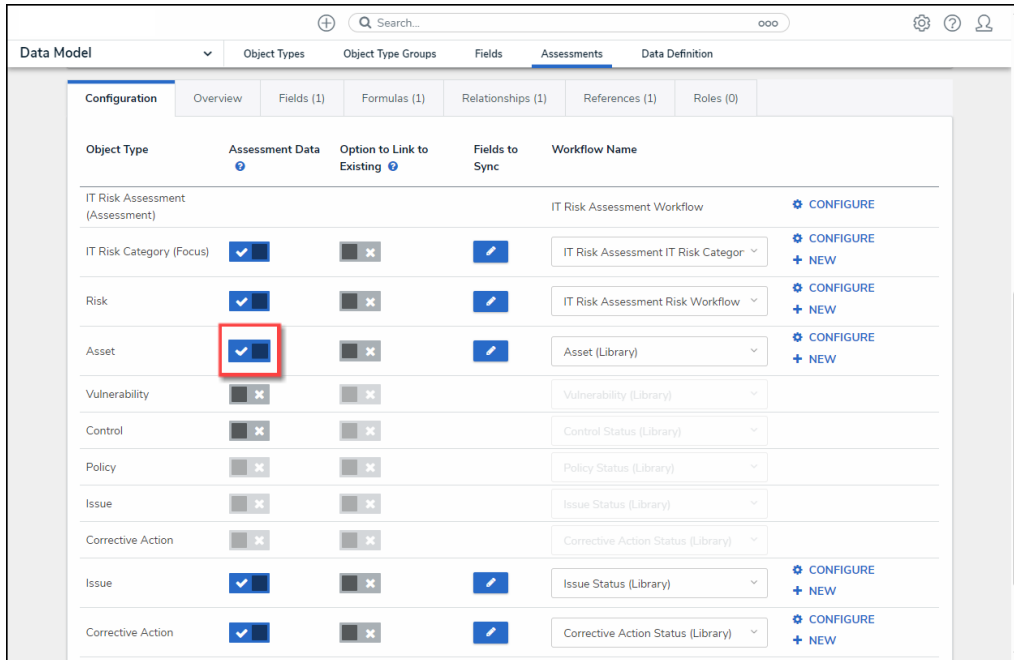 Search...
Data Model
Object Types
Object Type Groups
Fields
Assessments
Data Definition
Configuration
Overview
Fields (1)
Formulas (1)
Relationships (1)
References (1)
Roles (0)
Object Type
Assessment Data
Option to Link to
Existing
Fields to
Sync
Workflow Name
IT Risk Assessment
(Assessment)
IT Risk Assessment Workflow
CONFIGURE
IT Risk Category (Focus)
IT Risk Assessment IT Risk Categor
CONFIGURE
+ NEW
Risk
IT Risk Assessment Risk Workflow
CONFIGURE
+ NEW
Asset
Asset (Library)
CONFIGURE
+ NEW
Vulnerability
Vulnerability (Library)
Control
Control Status (Library)
Policy
Policy Status (Library)
Issue
Issue Status (Library)
Corrective Action
Corrective Action Status (Library)
Issue
Issue Status (Library)
CONFIGURE
+ NEW
Corrective Action
Corrective Action Status (Library)
CONFIGURE
+ NEW